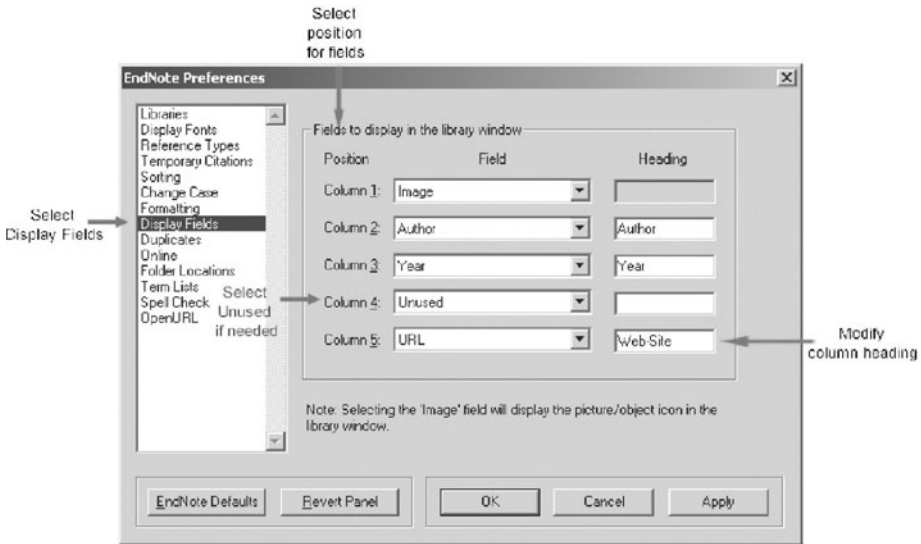 Select
position
for fields
EndNote Preferences
Libraries
Display Fonts
Reference Types
Temporary Citations
Sorting
Change Case
Formatting
Display Fields
Duplicates
Online
Folder Locations
Term Lists
Spell Check
OpenURL
Select
Display Fields
Select
Unused
if needed
Fields to display in the library window
Position Field Heading
Column 1: Image
Column 2: Author Author
Column 3: Year Year
Column 4: Unused
Column 5: URL Web-Site
Modify
column heading
Note: Selecting the 'Image' field will display the picture/object icon in the
library window.
EndNote Defaults Revert Panel OK Cancel Apply